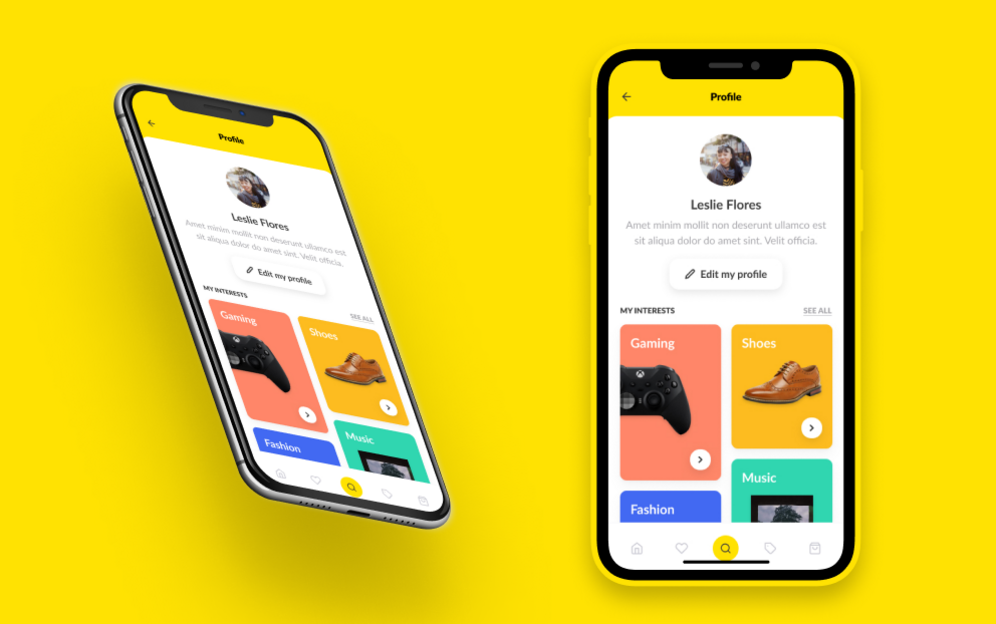 Profile
Leslie Flores
Amet minim mollit non deserunt ullamco est
sit aliqua dolor do amet sint. Velit officia.
Edit my profile
MY INTERESTS
SEE ALL
Gaming
Shoes
Fashion
Music
Profile
Leslie Flores
Amet minim mollit non deserunt ullamco est
sit aliqua dolor do amet sint. Velit officia.
Edit my profile
MY INTERESTS
SEE ALL
Gaming
Shoes
Music
Fashion